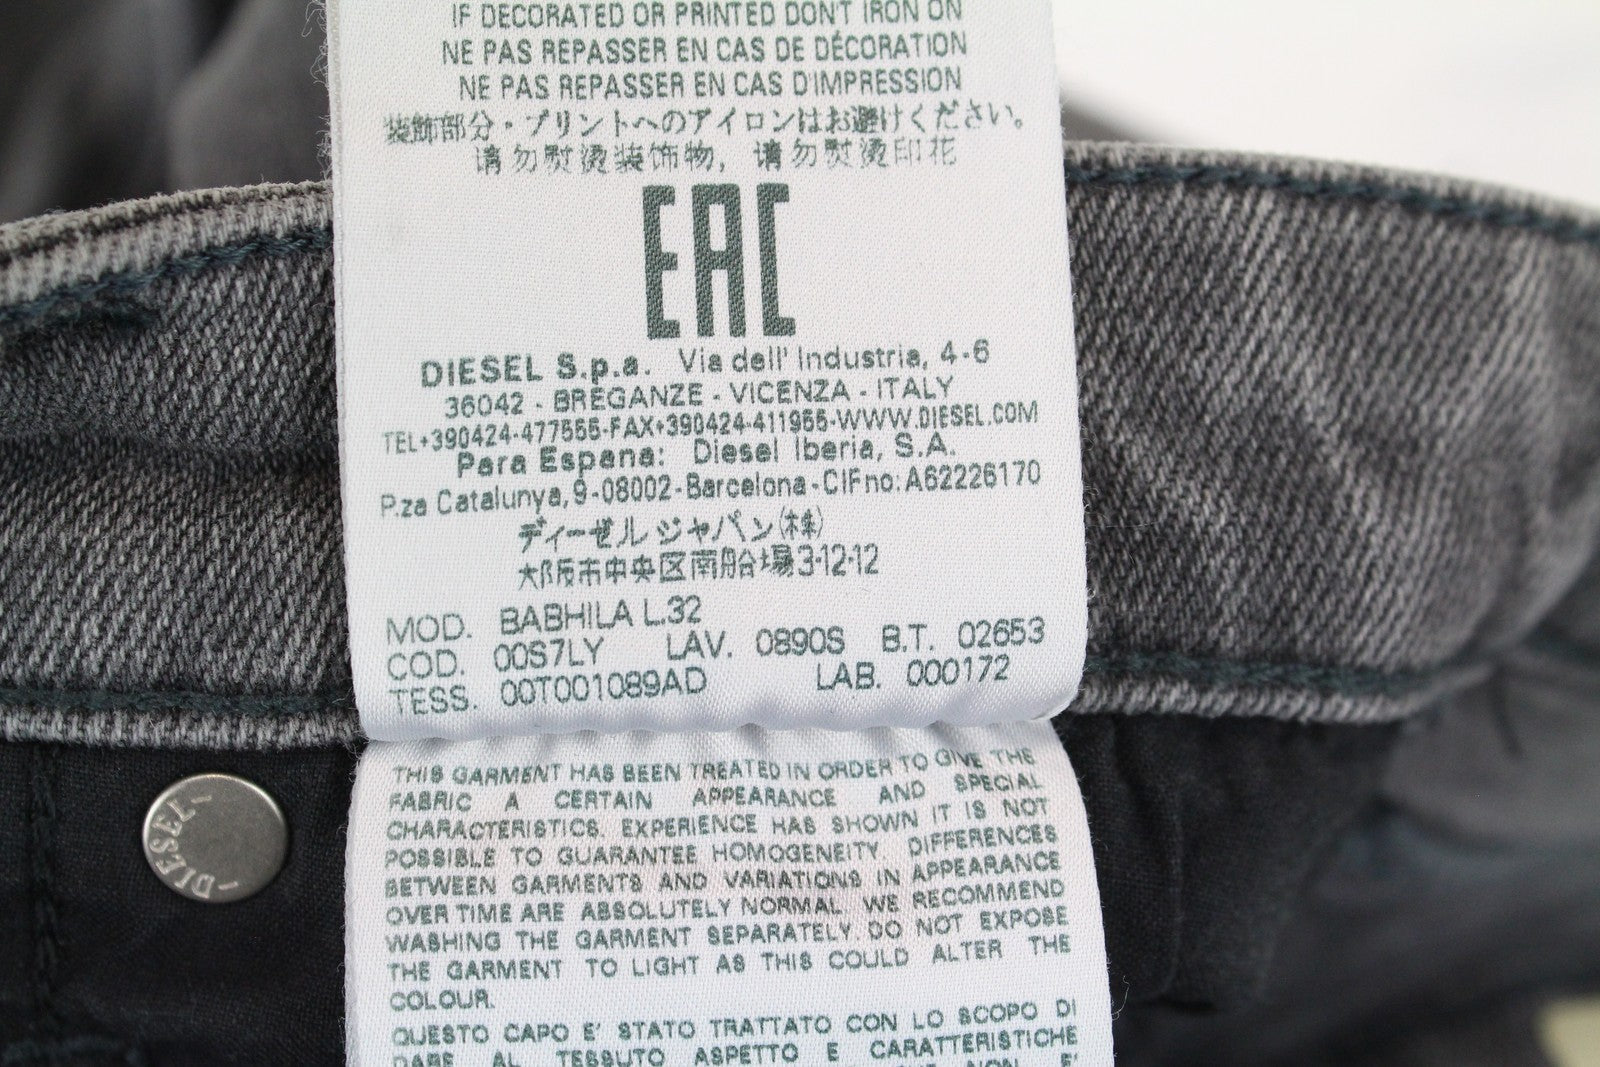 IF DECORATED OR PRINTED DON'T IRON ON
NE PAS REPASSER EN CAS DE DÉCORATION
NE PAS REPASSER EN CAS D'IMPRESSION
装飾部分・プリントへのアイロンはお避けください。
请勿熨烫装饰物, 请勿熨烫印花
EAC
DIESEL S.p.a. Via dell' Industria, 4-6
36042 - BREGANZE - VICENZA - ITALY
TEL+390424-477555-FAX+390424-411955-WWW.DIESEL.COM
Para Espana: Diesel Iberia, S.A.
P.za Catalunya, 9-08002-Barcelona-CIF no: A62226170
ディーゼルジャパン(株)
大阪市中央区南船場3-12-12
MOD. BABHILA L.32
COD. 00S7LY LAV. 0890S B.T. 02653
TESS. 00T001089AD LAB. 000172
THIS GARMENT HAS BEEN TREATED IN ORDER TO GIVE THE
FABRIC A CERTAIN APPEARANCE AND SPECIAL
CHARACTERISTICS. EXPERIENCE HAS SHOWN IT IS NOT
POSSIBLE TO GUARANTEE HOMOGENEITY. DIFFERENCES
BETWEEN GARMENTS AND VARIATIONS IN APPEARANCE
OVER TIME ARE ABSOLUTELY NORMAL. WE RECOMMEND
WASHING THE GARMENT SEPARATELY. DO NOT EXPOSE
THE GARMENT TO LIGHT AS THIS COULD ALTER THE
COLOUR.
QUESTO CAPO E' STATO TRATTATO CON LO SCOPO DI
DARE AL TESSUTO ASPETTO E CARATTERISTICHE
NON E'
-DIESEL-